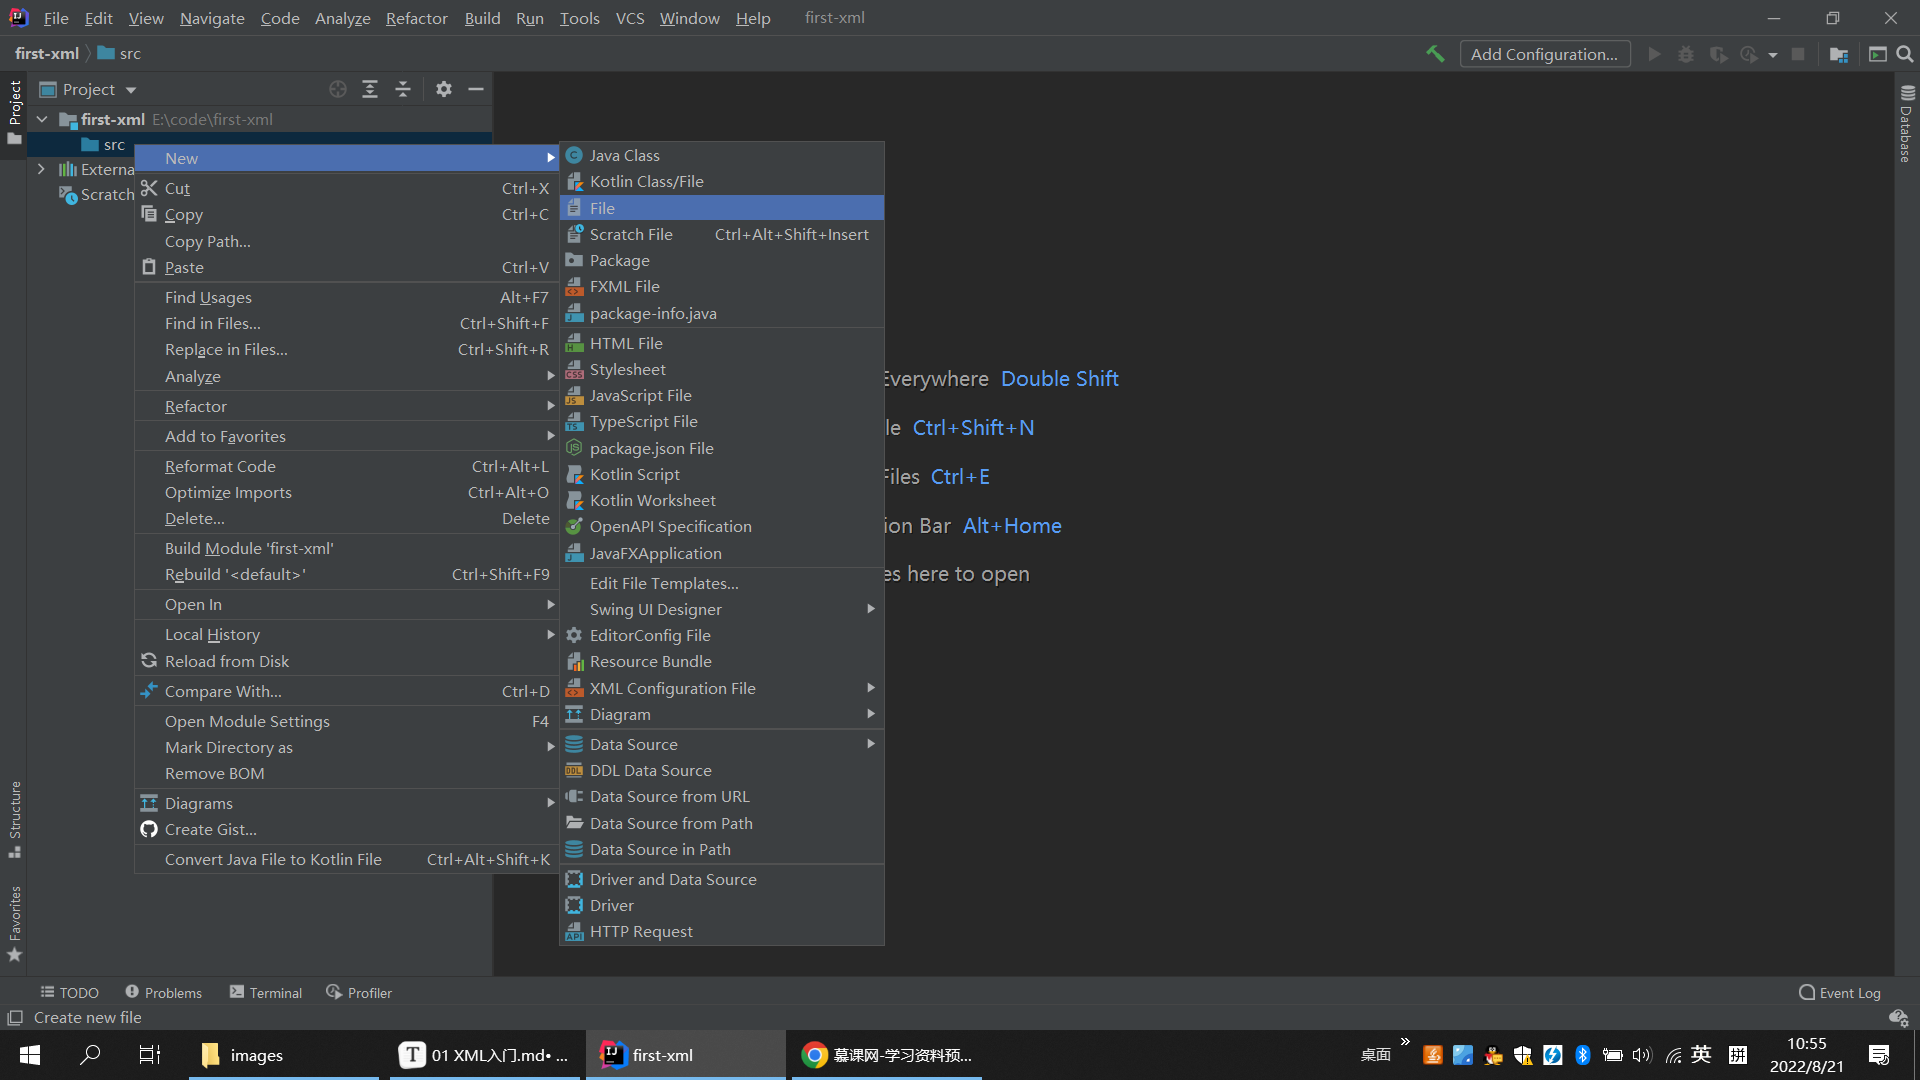 File Edit View Navigate Code Analyze Refactor Build Run Tools VCS Window Help first-xml
first-xml src
Add Configuration...
Project
first-xml E:\code\first-xml
src
Externa
Scratch
New
Cut Ctrl+X
Copy Ctrl+C
Copy Path...
Paste Ctrl+V
Find Usages Alt+F7
Find in Files... Ctrl+Shift+F
Replace in Files... Ctrl+Shift+R
Analyze
Refactor
Add to Favorites
Reformat Code Ctrl+Alt+L
Optimize Imports Ctrl+Alt+O
Delete... Delete
Build Module 'first-xml'
Rebuild '<default>' Ctrl+Shift+F9
Open In
Local History
Reload from Disk
Compare With... Ctrl+D
Open Module Settings F4
Mark Directory as
Remove BOM
Diagrams
Create Gist...
Convert Java File to Kotlin File Ctrl+Alt+Shift+K
Java Class
Kotlin Class/File
File
Scratch File Ctrl+Alt+Shift+Insert
Package
FXML File
package-info.java
HTML File
Stylesheet
JavaScript File
TypeScript File
package.json File
Kotlin Script
Kotlin Worksheet
OpenAPI Specification
JavaFXApplication
Edit File Templates...
Swing UI Designer
EditorConfig File
Resource Bundle
XML Configuration File
Diagram
Data Source
DDL Data Source
Data Source from URL
Data Source from Path
Data Source in Path
Driver and Data Source
Driver
HTTP Request
Everywhere Double Shift
le Ctrl+Shift+N
Files Ctrl+E
ion Bar Alt+Home
es here to open
Project
Structure
Favorites
Database
TODO Problems Terminal Profiler
Event Log
Create new file
images
01 XML入门.md• ...
first-xml
慕课网-学习资料预...
桌面
英
拼
10:55
2022/8/21